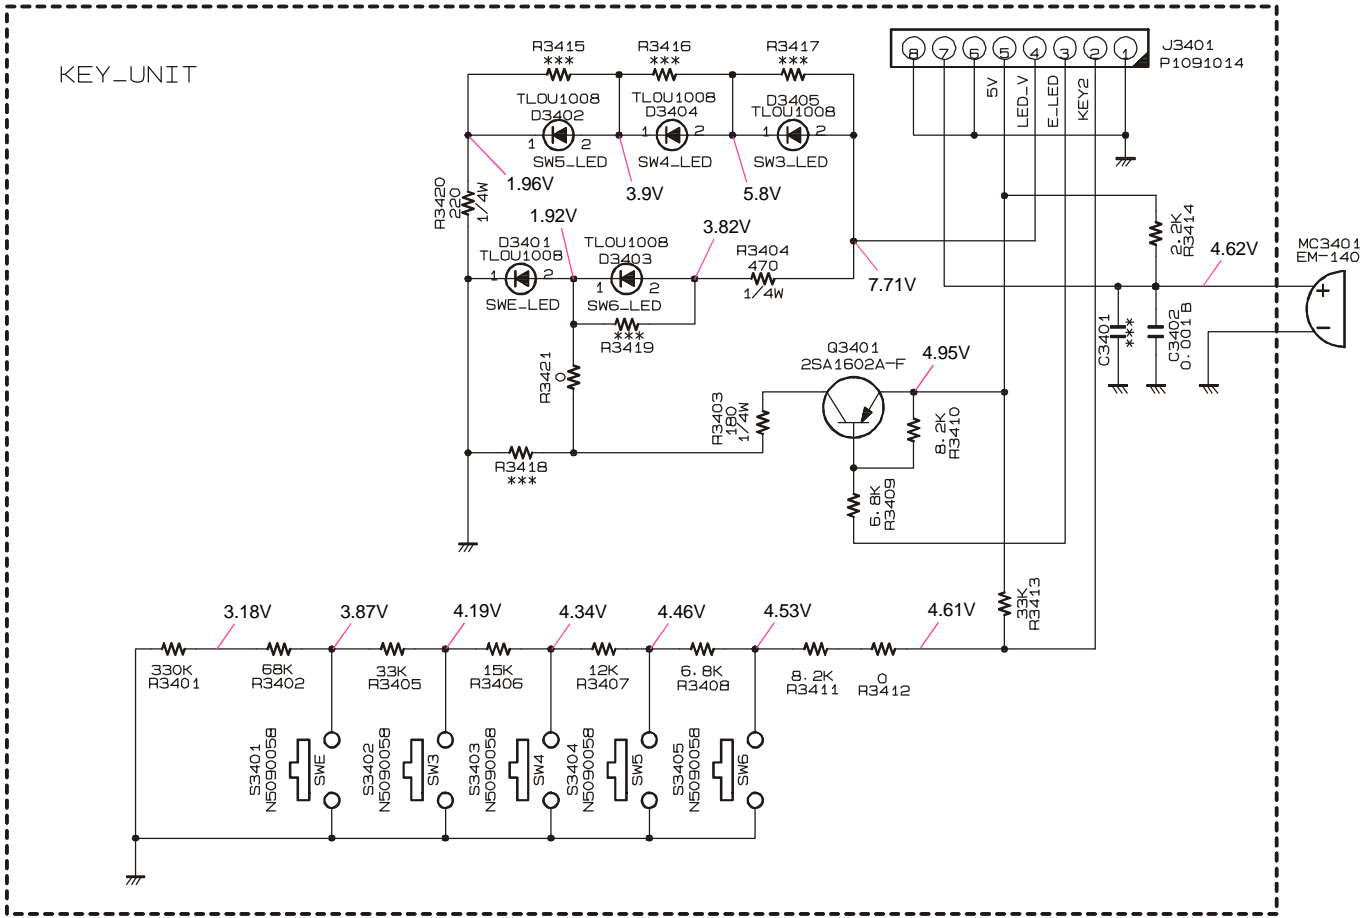 KEY_UNIT
R3415
***
R3416
***
R3417
***
8 7 6 5 4 3 2 1
J3401
P1091014
5V
LED_V
E_LED
KEY2
TLOU1008
D3402
1 2
SW5_LED
TLOU1008
D3404
1 2
SW4_LED
D3405
TLOU1008
1 2
SW3_LED
1.96V
3.9V
5.8V
R3420
220
1/4W
1.92V
3.82V
D3401
TLOU1008
1 2
SWE_LED
TLOU1008
D3403
1 2
SW6_LED
R3404
470
1/4W
7.71V
***
R3419
R3421
0
2.2K
R3414
4.62V
MC3401
EM-140
+
-
C3401
***
C3402
0.001 B
Q3401
2SA1602A-F
4.95V
R3403
180
1/4W
8.2K
R3410
R3418
***
6.8K
R3409
33K
R3413
3.18V
3.87V
4.19V
4.34V
4.46V
4.53V
4.61V
330K
R3401
68K
R3402
33K
R3405
15K
R3406
12K
R3407
6.8K
R3408
8.2K
R3411
0
R3412
S3401
N5090058
SWE
S3402
N5090058
SW3
S3403
N5090058
SW4
S3404
N5090058
SW5
S3405
N5090058
SW6